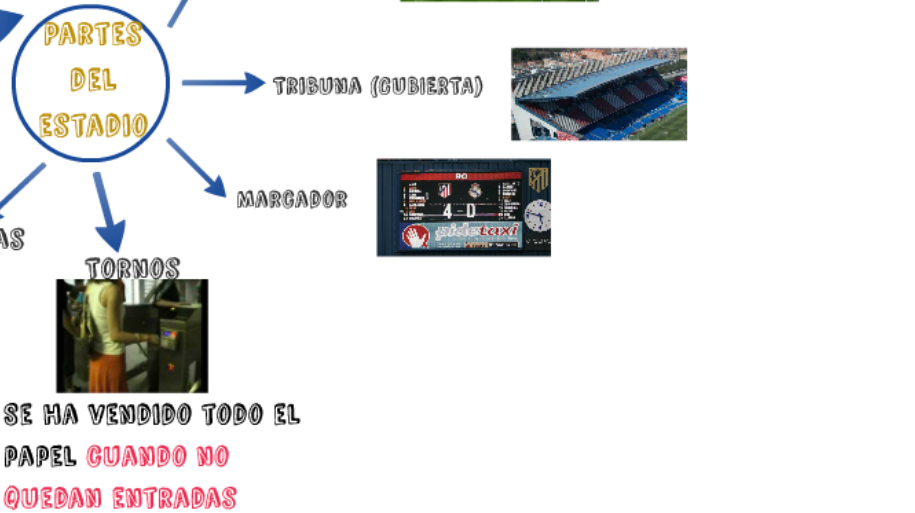 PARTES
DEL
ESTADIO
TRIBUNA (CUBIERTA)
MARCADOR
4-0
pidetaxi
AS
TORNOS
SE HA VENDIDO TODO EL
PAPEL CUANDO NO
QUEDAN ENTRADAS